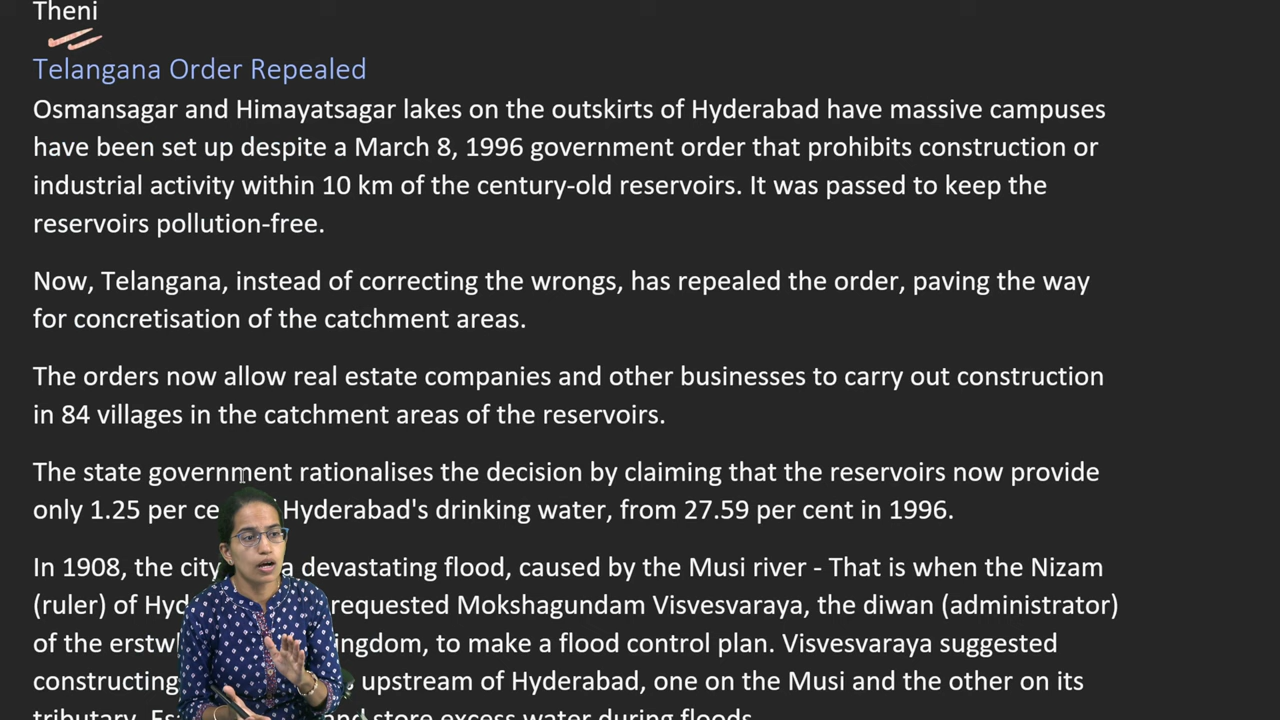 Theni
Telangana Order Repealed
Osmansagar and Himayatsagar lakes on the outskirts of Hyderabad have massive campuses
have been set up despite a March 8, 1996 government order that prohibits construction or
industrial activity within 10 km of the century-old reservoirs. It was passed to keep the
reservoirs pollution-free.
Now, Telangana, instead of correcting the wrongs, has repealed the order, paving the way
for concretisation of the catchment areas.
The orders now allow real estate companies and other businesses to carry out construction
in 84 villages in the catchment areas of the reservoirs.
The state government rationalises the decision by claiming that the reservoirs now provide
only 1.25 per Hyderabad's drinking water, from 27.59 per cent in 1996.
In 1908, the city a devastating flood, caused by the Musi river - That is when the Nizam
(ruler) of requested Mokshagundam Visvesvaraya, the diwan (administrator)
of the to make a flood control plan. Visvesvaraya suggested
constructing upstream of Hyderabad, one on the Musi and the other on its
tributary, and store excess water during floods.